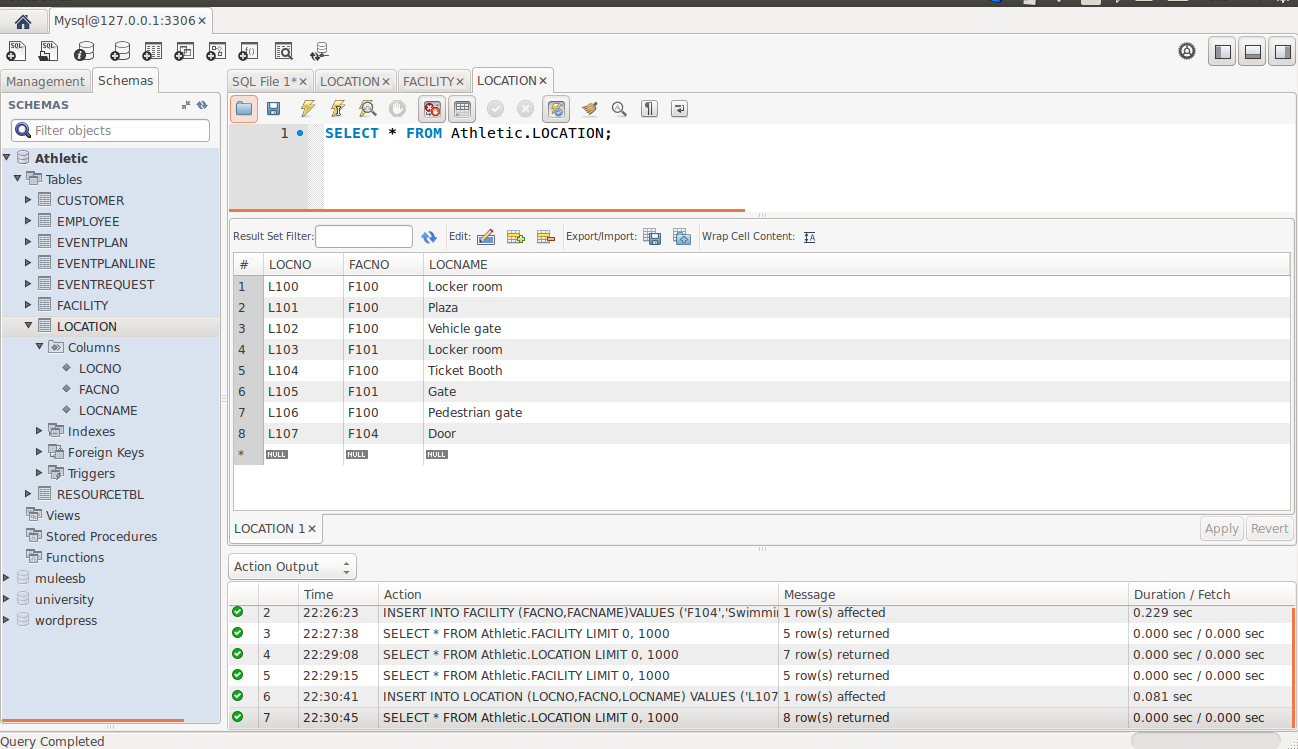 Mysql@127.0.0.1:3306 ×
Management Schemas
SCHEMAS
Filter objects
Athletic
Tables
CUSTOMER
EMPLOYEE
EVENTPLAN
EVENTPLANLINE
EVENTREQUEST
FACILITY
LOCATION
Columns
LOCNO
FACNO
LOCNAME
Indexes
Foreign Keys
Triggers
RESOURCETBL
Views
Stored Procedures
Functions
muleesb
university
wordpress
SQL File 1* × LOCATION × FACILITY × LOCATION ×
1 SELECT * FROM Athletic.LOCATION;
Result Set Filter: Edit: Export/Import: Wrap Cell Content:
# LOCNO FACNO LOCNAME
1 L100 F100 Locker room
2 L101 F100 Plaza
3 L102 F100 Vehicle gate
4 L103 F101 Locker room
5 L104 F100 Ticket Booth
6 L105 F101 Gate
7 L106 F100 Pedestrian gate
8 L107 F104 Door
* NULL NULL NULL
LOCATION 1 × Apply Revert
Action Output
Time Action Message Duration / Fetch
2 22:26:23 INSERT INTO FACILITY (FACNO,FACNAME)VALUES ('F104','Swimmi 1 row(s) affected 0.229 sec
3 22:27:38 SELECT * FROM Athletic.FACILITY LIMIT 0, 1000 5 row(s) returned 0.000 sec / 0.000 sec
4 22:29:08 SELECT * FROM Athletic.LOCATION LIMIT 0, 1000 7 row(s) returned 0.000 sec / 0.000 sec
5 22:29:15 SELECT * FROM Athletic.FACILITY LIMIT 0, 1000 5 row(s) returned 0.000 sec / 0.000 sec
6 22:30:41 INSERT INTO LOCATION (LOCNO,FACNO,LOCNAME) VALUES ('L107 1 row(s) affected 0.081 sec
7 22:30:45 SELECT * FROM Athletic.LOCATION LIMIT 0, 1000 8 row(s) returned 0.000 sec / 0.000 sec
Query Completed